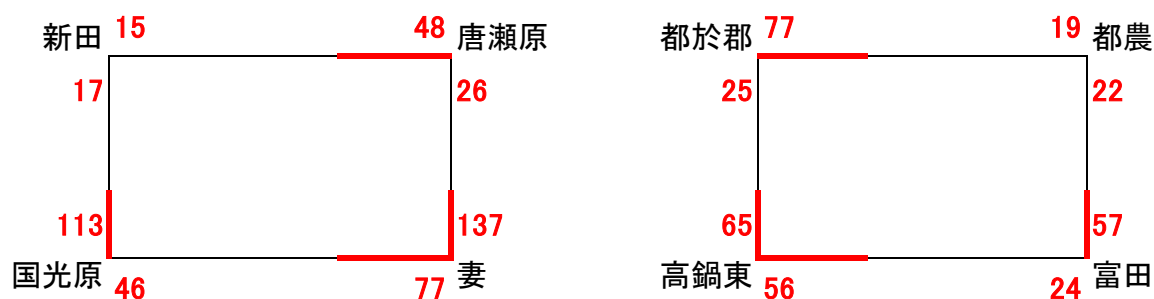 新田 15 48 唐瀬原
17 26
113 137
国光原 46 77 妻
都於郡 77 19 都農
25 22
65 57
高鍋東 56 24 富田